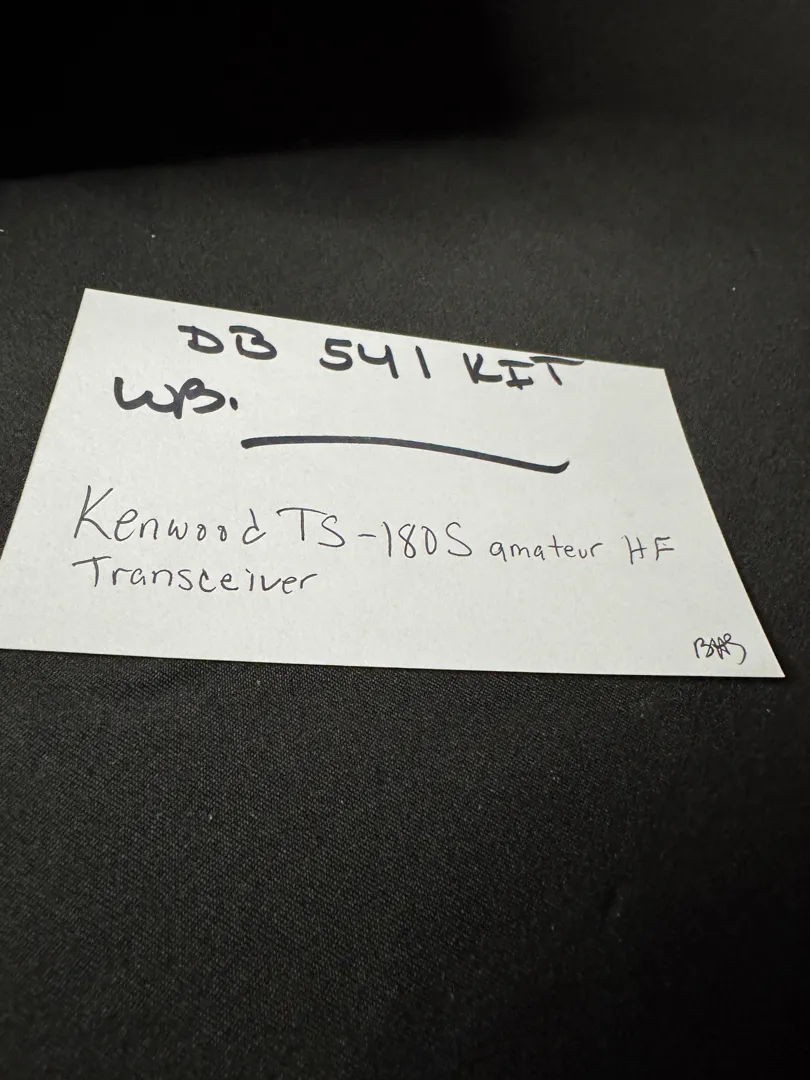 DB 541 KIT
WB.
Kenwood TS-180S amateur HF
Transceiver